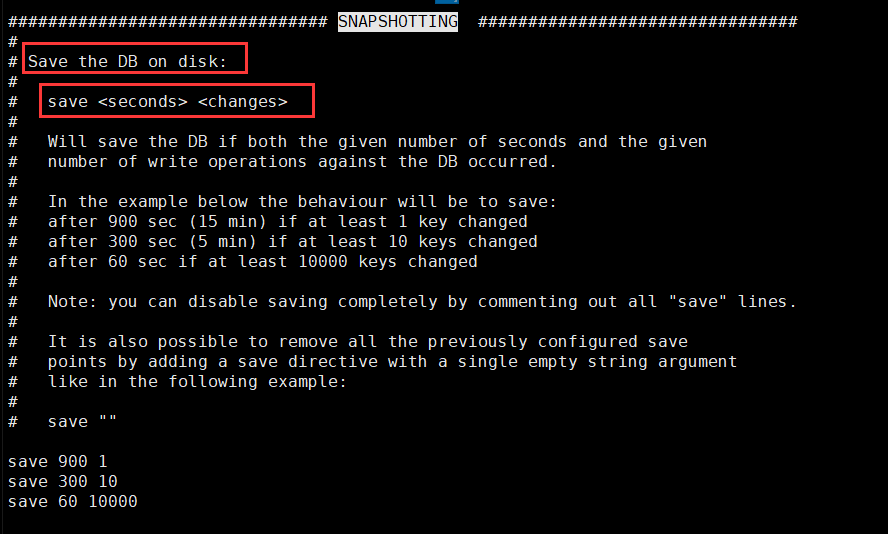 ################################ SNAPSHOTTING ################################
#
# Save the DB on disk:
#
#   save <seconds> <changes>
#
#   Will save the DB if both the given number of seconds and the given
#   number of write operations against the DB occurred.
#
#   In the example below the behaviour will be to save:
#   after 900 sec (15 min) if at least 1 key changed
#   after 300 sec (5 min) if at least 10 keys changed
#   after 60 sec if at least 10000 keys changed
#
#   Note: you can disable saving completely by commenting out all "save" lines.
#
#   It is also possible to remove all the previously configured save
#   points by adding a save directive with a single empty string argument
#   like in the following example:
#
#   save ""
save 900 1
save 300 10
save 60 10000